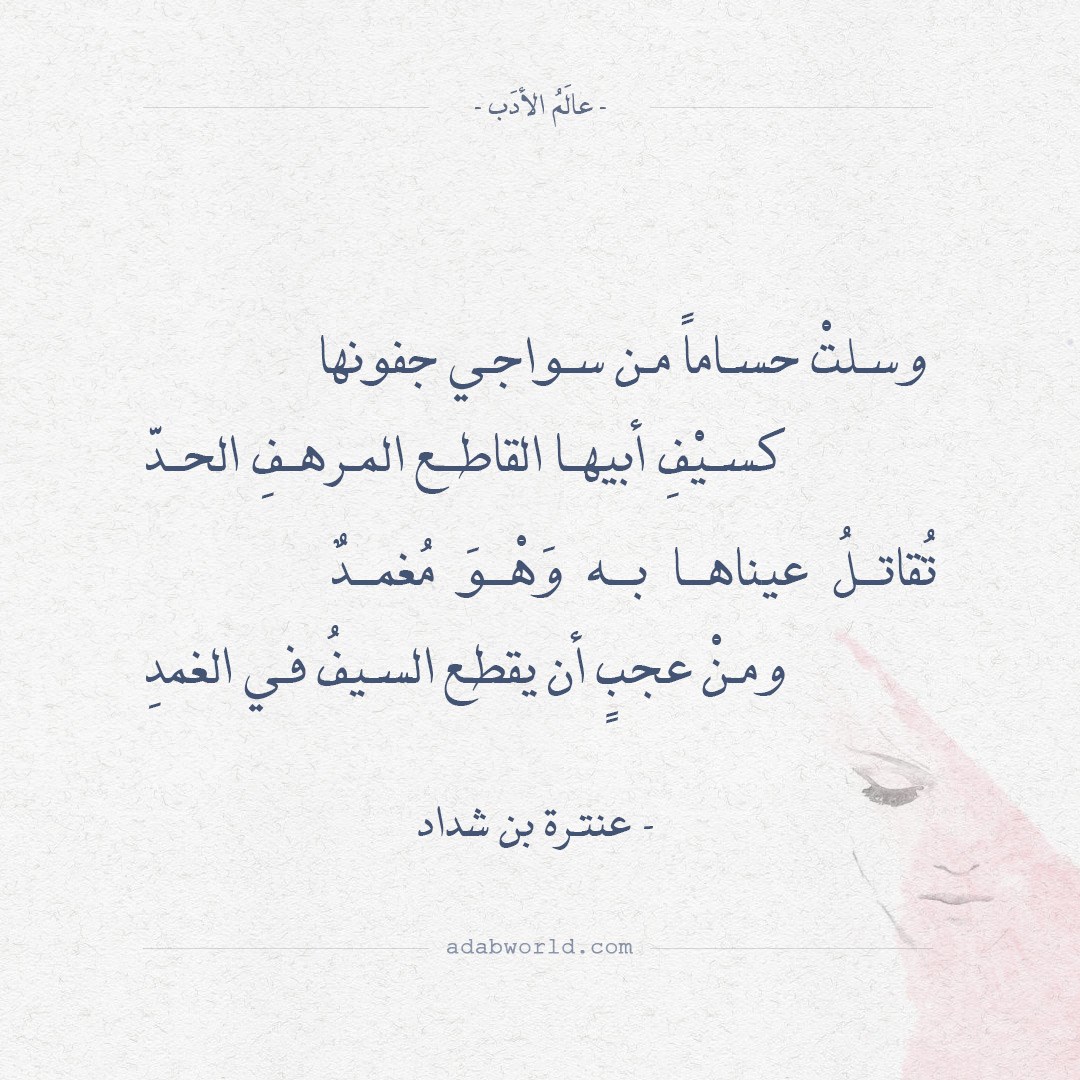 - عالَمُ الأدَب -
وسلتْ حساماً من سواجي جفونها
كسيْفِ أبيها القاطع المرهفِ الحدّ
تُقاتلُ عيناها به وَهْوَ مُغمدٌ
ومنْ عجبٍ أن يقطع السيفُ في الغمدِ
- عنترة بن شداد
adabworld.com